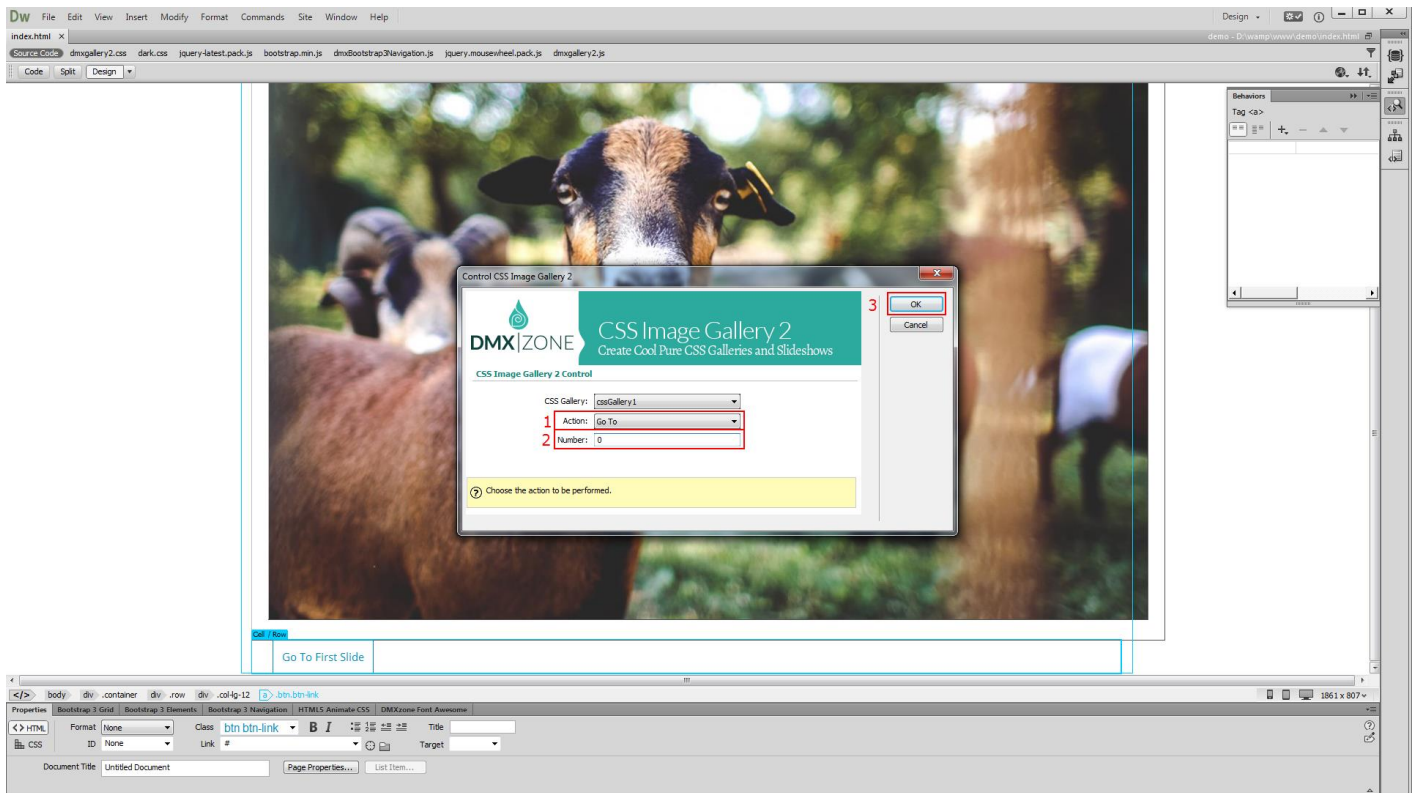 Dw File Edit View Insert Modify Format Commands Site Window Help Design
index.html × demo - D:\wamp\www\demo\index.html
Source Code dmxgallery2.css dark.css jquery-latest.pack.js bootstrap.min.js dmxBootstrap3Navigation.js jquery.mousewheel.pack.js dmxgallery2.js
Code Split Design
Behaviors
Tag <a>
Control CSS Image Gallery 2
DMX|ZONE
CSS Image Gallery 2
Create Cool Pure CSS Galleries and Slideshows
3 OK
Cancel
CSS Image Gallery 2 Control
CSS Gallery: cssGallery1
1 Action: Go To
2 Number: 0
? Choose the action to be performed.
Cell / Row
Go To First Slide
</> body div .container div .row div .col-lg-12 a .btn.btn-link 1861 x 807
Properties Bootstrap 3 Grid Bootstrap 3 Elements Bootstrap 3 Navigation HTML5 Animate CSS DMXzone Font Awesome
<> HTML Format None Class btn btn-link B I Title
CSS ID None Link # Target
Document Title Untitled Document Page Properties... List Item...